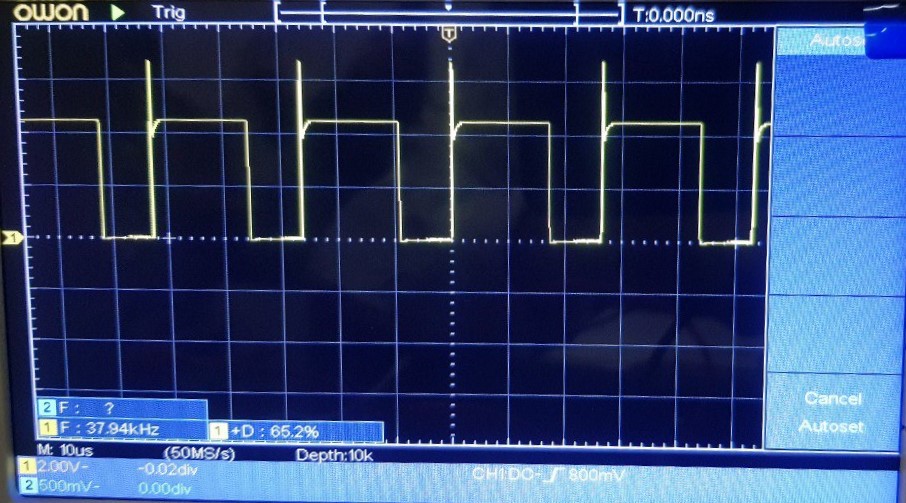 owon Trig T:0.000ns
T
1
2 F : ?
1 F : 37.94kHz 1 +D : 65.2%
M: 10us (50MS/s) Depth:10k
1 2.00V- -0.02div
2 500mV- 0.00div
CH1:DC- 800mV
Cancel
Autoset